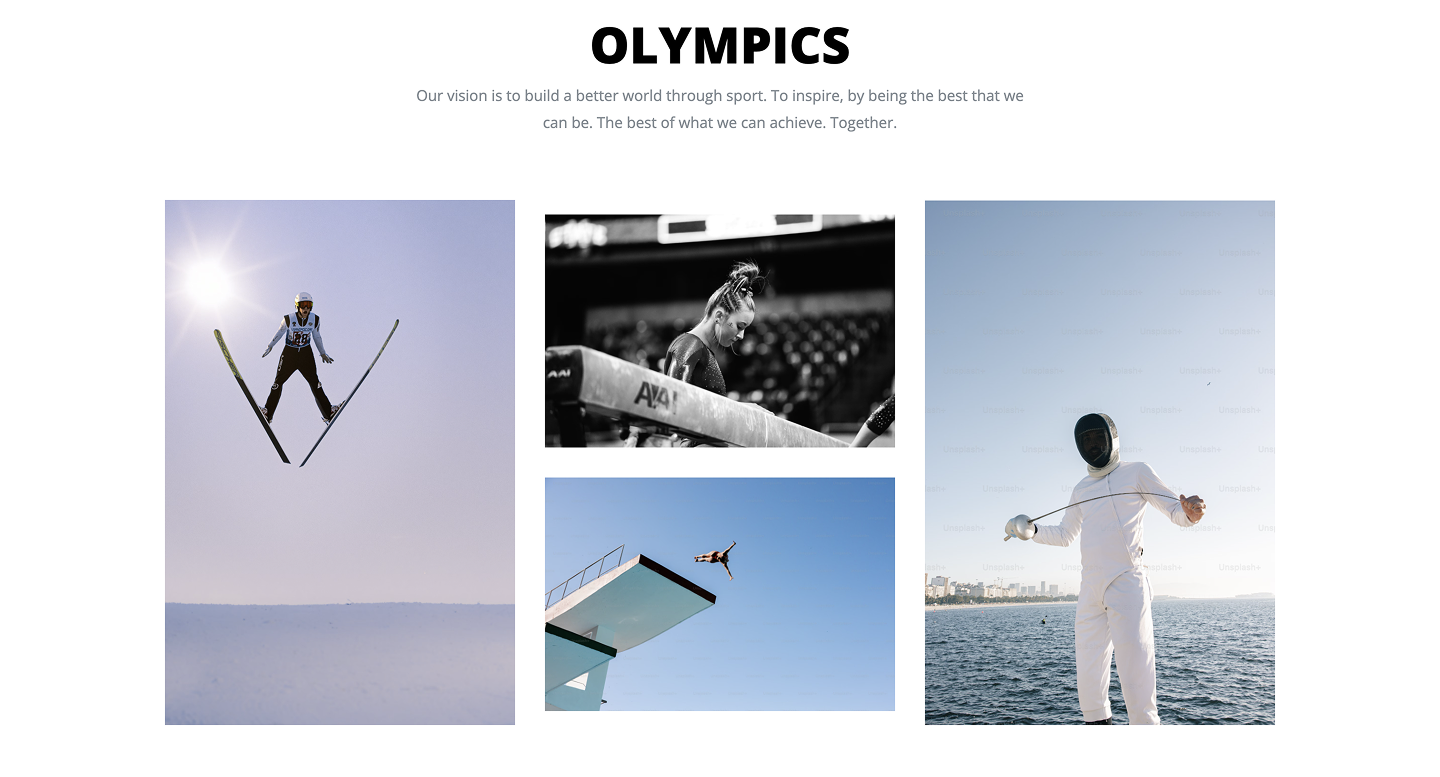 OLYMPICS
Our vision is to build a better world through sport. To inspire, by being the best that we
can be. The best of what we can achieve. Together.
AAI
AAI
Unsplash+